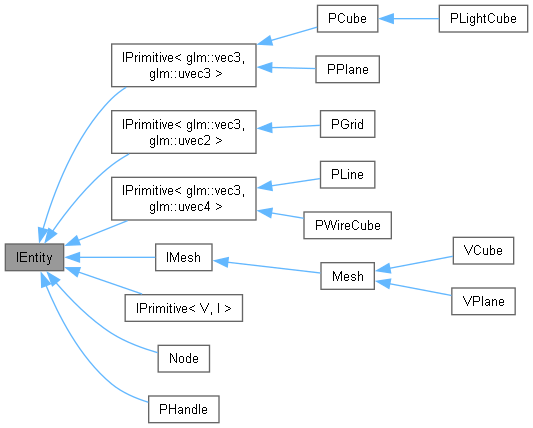 PCube
PLightCube
IPrimitive< glm::vec3,
glm::uvec3 >
PPlane
IPrimitive< glm::vec3,
glm::uvec2 >
PGrid
IPrimitive< glm::vec3,
glm::uvec4 >
PLine
PWireCube
IEntity
IMesh
Mesh
VCube
VPlane
IPrimitive< V, I >
Node
PHandle